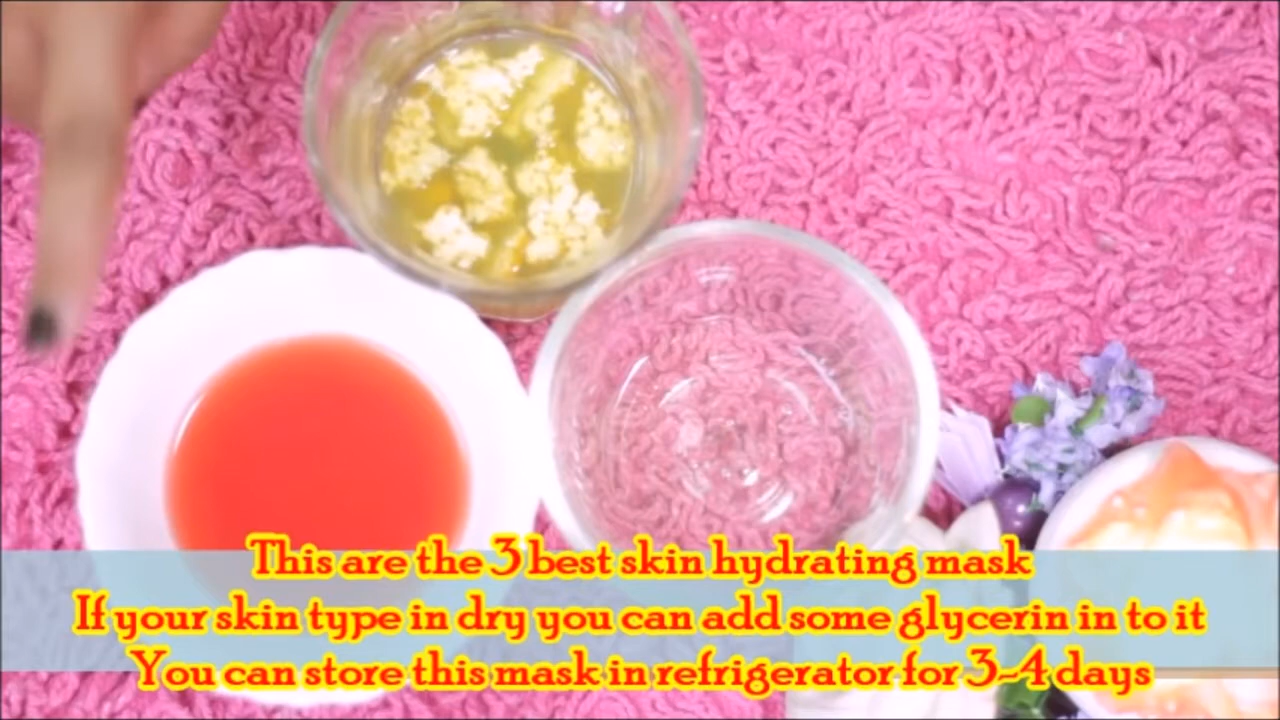 This are the 3 best skin hydrating mask
If your skin type in dry you can add some glycerin in to it
You can store this mask in refrigerator for 3-4 days